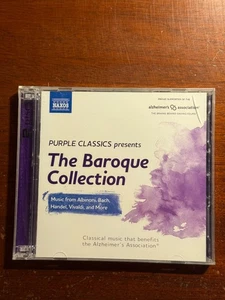 NAXOS
alzheimer's association
PURPLE CLASSICS presents
The Baroque
Collection
Music from Albinoni, Bach,
Handel, Vivaldi, and More
Classical music that benefits
the Alzheimer's Association®